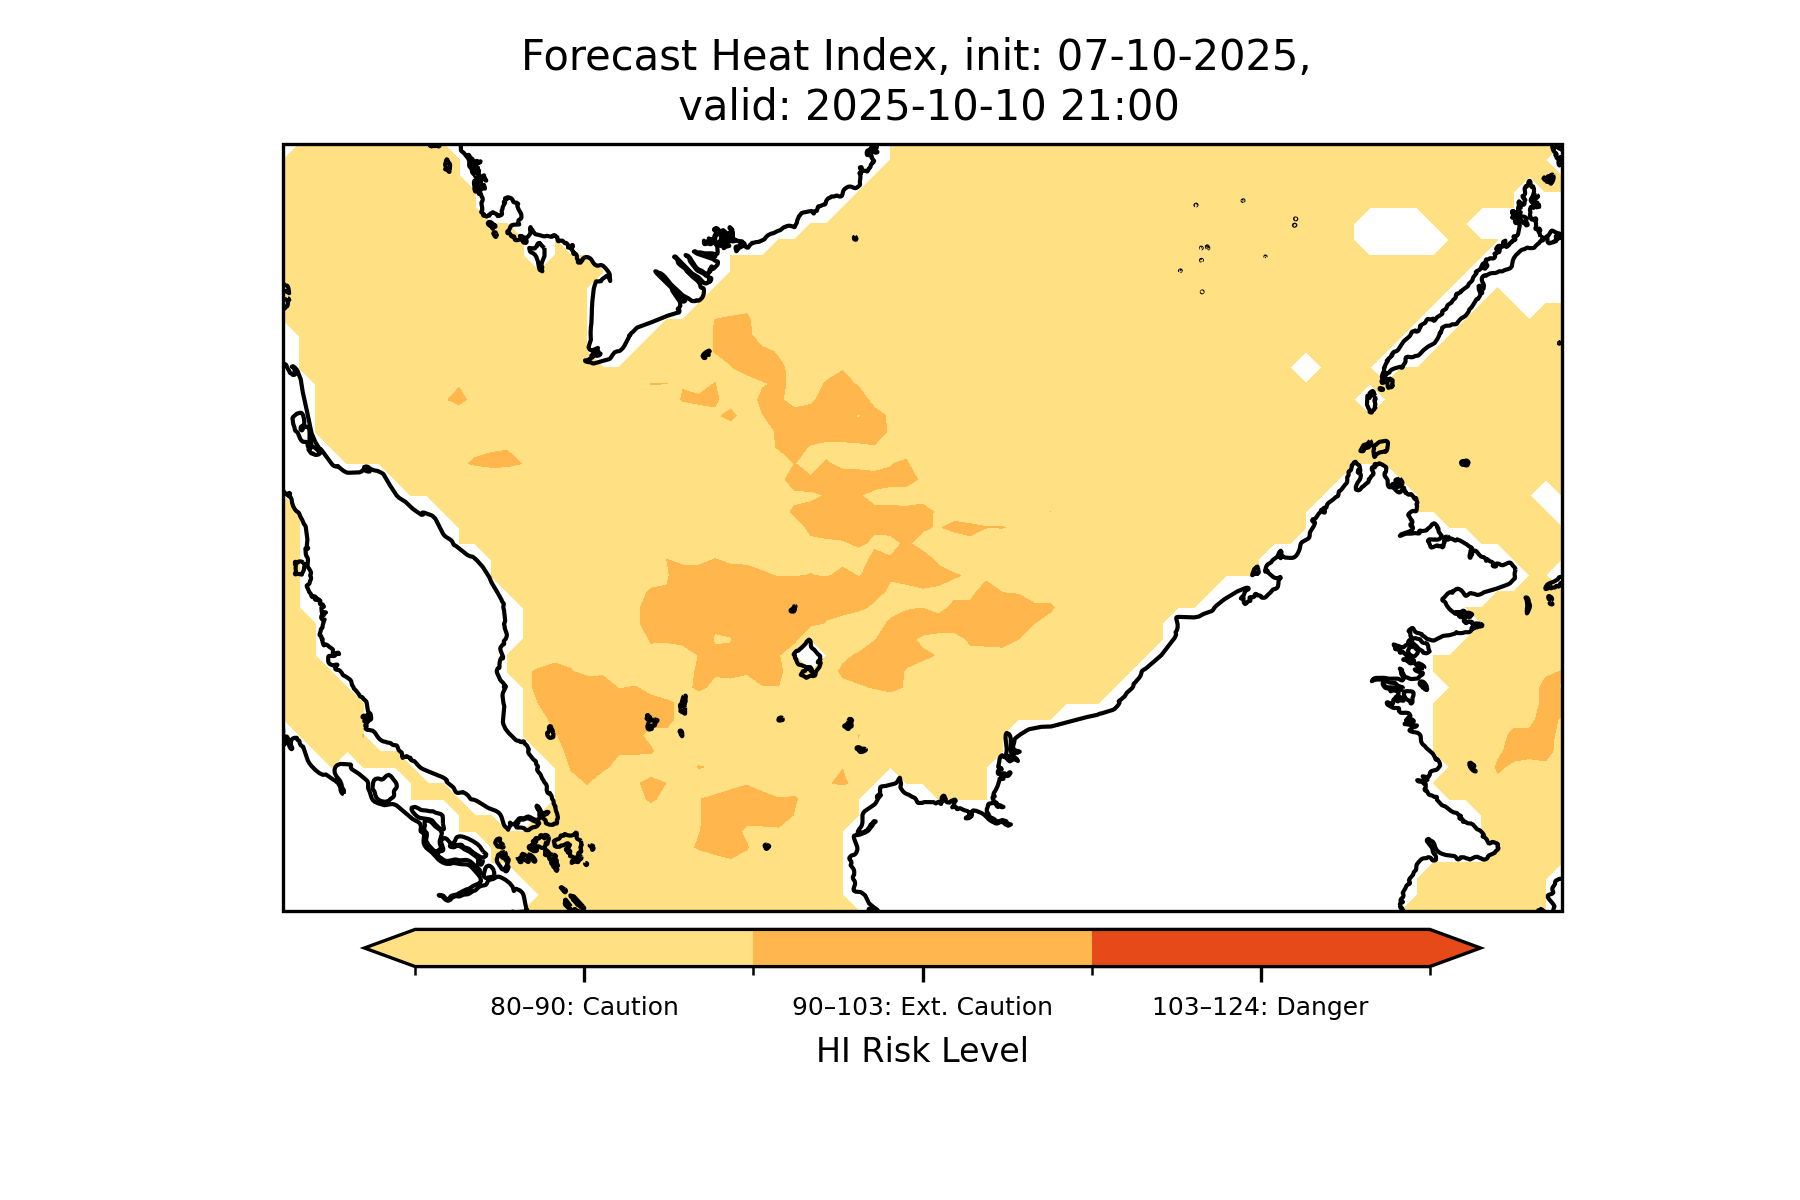 Forecast Heat Index, init: 07-10-2025,
valid: 2025-10-10 21:00
80–90: Caution
90–103: Ext. Caution
103–124: Danger
HI Risk Level